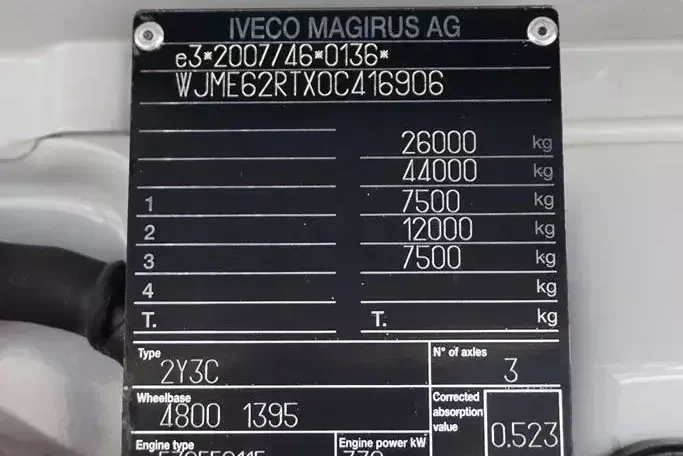 IVECO MAGIRUS AG
e3*2007/46*0136*
WJME62RTX0C416906
26000 kg
44000 kg
1 7500 kg
2 12000 kg
3 7500 kg
4 kg
T. T. kg
Type
N° of axles
2Y3C
3
Wheelbase
4800 1395
Corrected
absorption
value
0.523
Engine type
Engine power kW